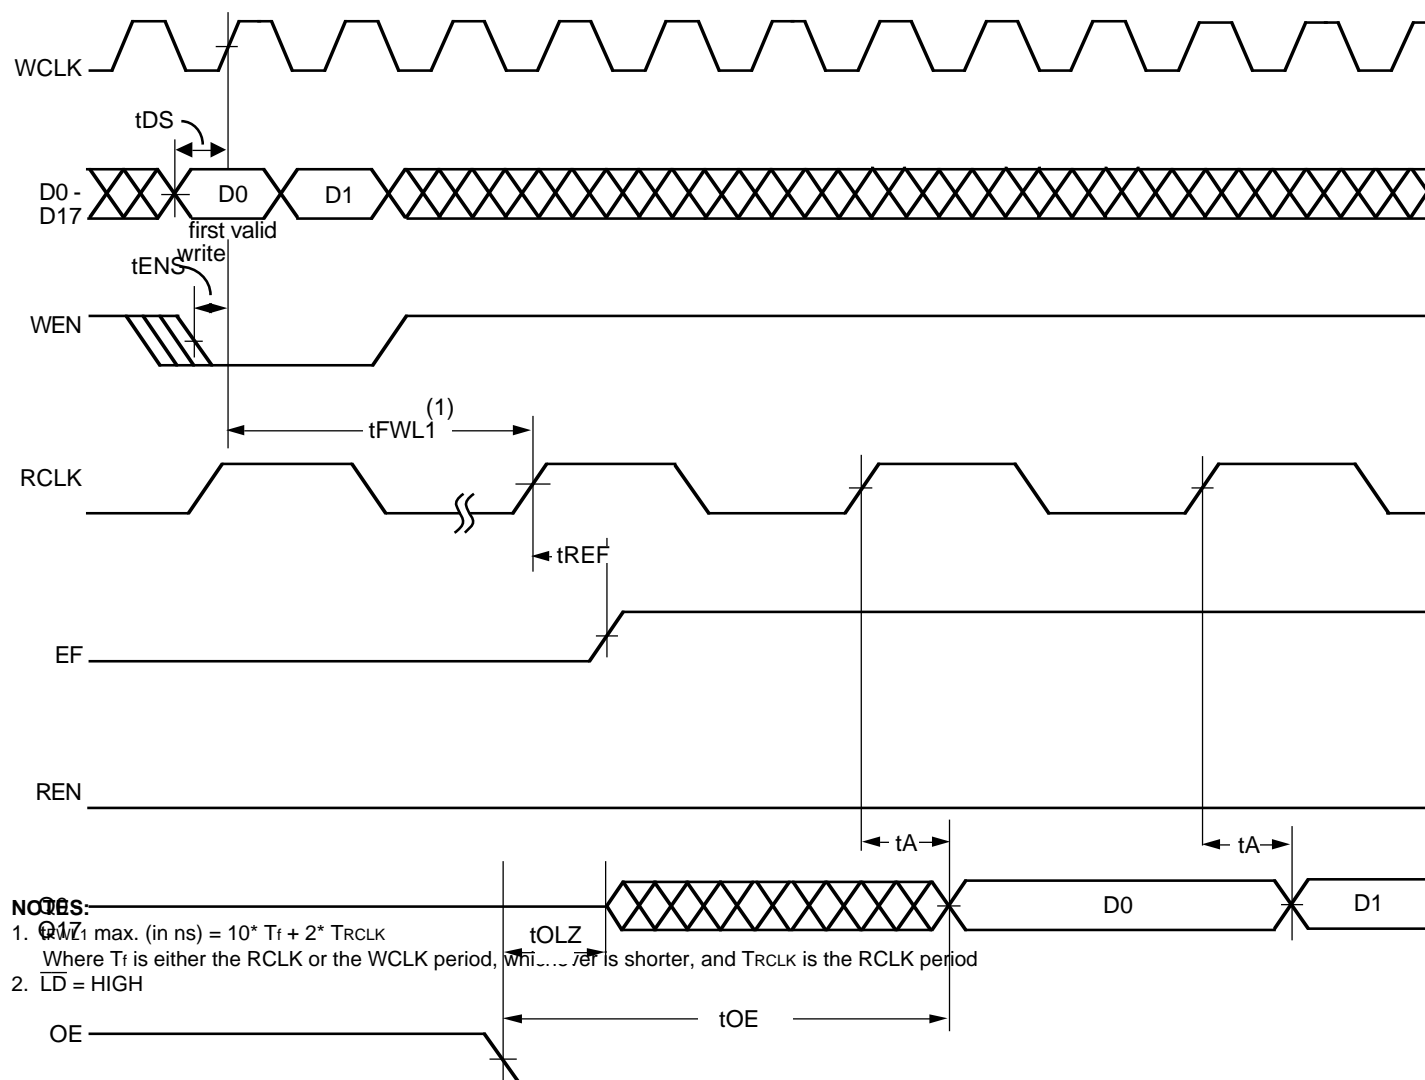 WCLK
tDS
D0 -
D17
D0
D1
first valid
write
tENS
WEN
(1)
tFWL1
RCLK
tREF
EF
REN
tA
tA
NOTES:
Q17
D0
D1
1. tFWL1 max. (in ns) = 10* Tf + 2* TRCLK
tOLZ
Where Tf is either the RCLK or the WCLK period, whichever is shorter, and TRCLK is the RCLK period
2. LD = HIGH
tOE
OE